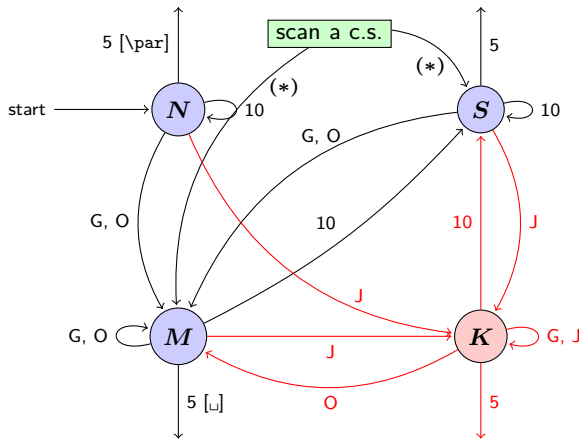 5 [\par]
scan a c.s.
5
(*)
(*)
start
N
10
S
10
G, O
G, O
10
10
J
J
G, O
M
J
K
G, J
5 [␣]
O
5